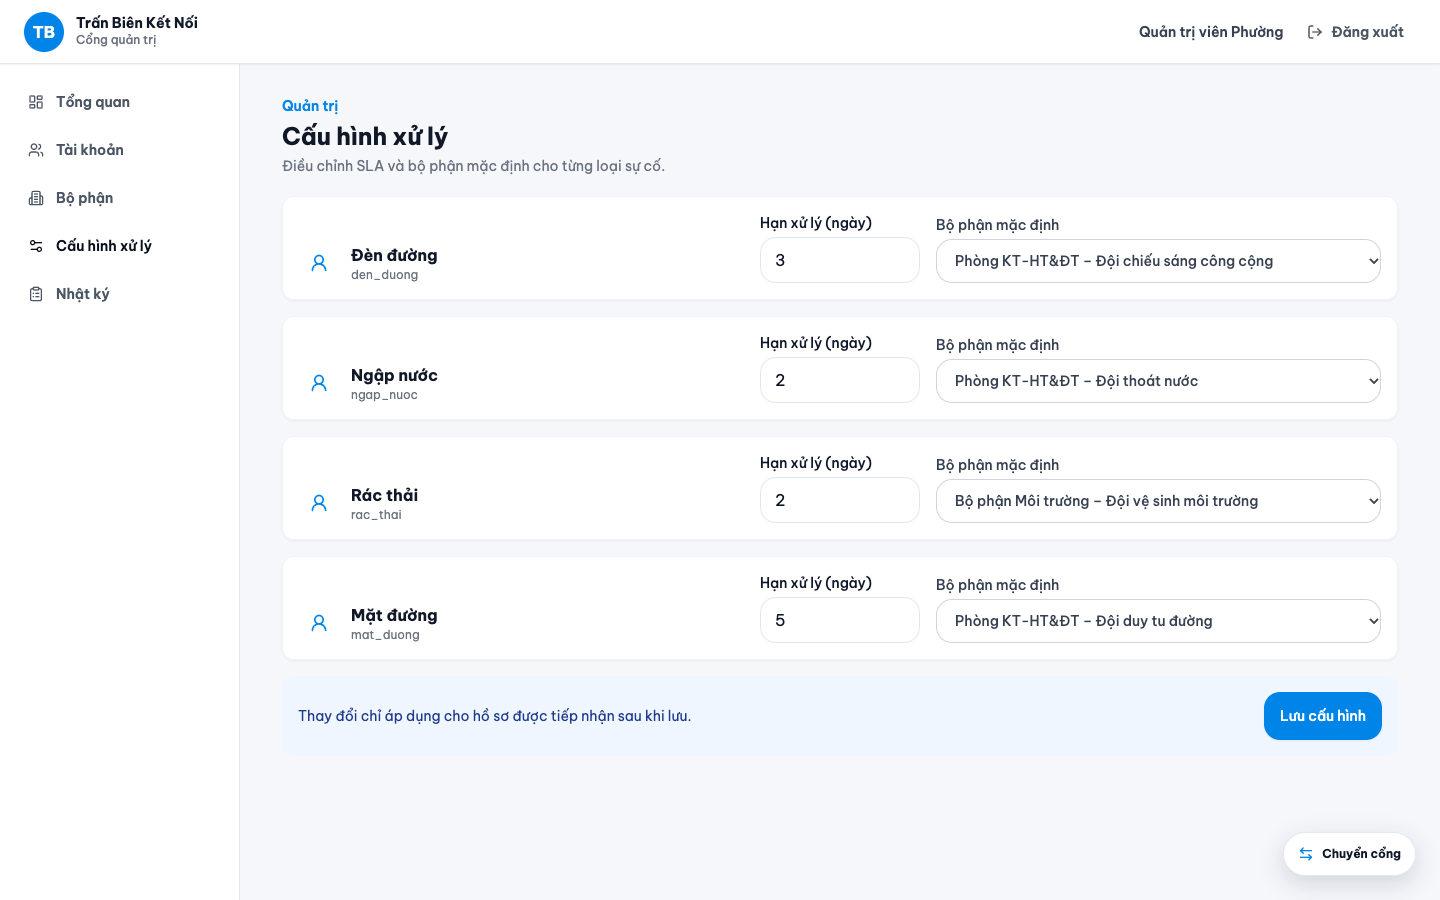 TB
Trấn Biên Kết Nối
Cổng quản trị
Quản trị viên Phường
Đăng xuất
Tổng quan
Tài khoản
Bộ phận
Cấu hình xử lý
Nhật ký
Quản trị
Cấu hình xử lý
Điều chỉnh SLA và bộ phận mặc định cho từng loại sự cố.
Đèn đường
den_duong
Hạn xử lý (ngày)
3
Bộ phận mặc định
Phòng KT-HT&ĐT – Đội chiếu sáng công cộng
Ngập nước
ngap_nuoc
Hạn xử lý (ngày)
2
Bộ phận mặc định
Phòng KT-HT&ĐT – Đội thoát nước
Rác thải
rac_thai
Hạn xử lý (ngày)
2
Bộ phận mặc định
Bộ phận Môi trường – Đội vệ sinh môi trường
Mặt đường
mat_duong
Hạn xử lý (ngày)
5
Bộ phận mặc định
Phòng KT-HT&ĐT – Đội duy tu đường
Thay đổi chỉ áp dụng cho hồ sơ được tiếp nhận sau khi lưu.
Lưu cấu hình
Chuyển cổng